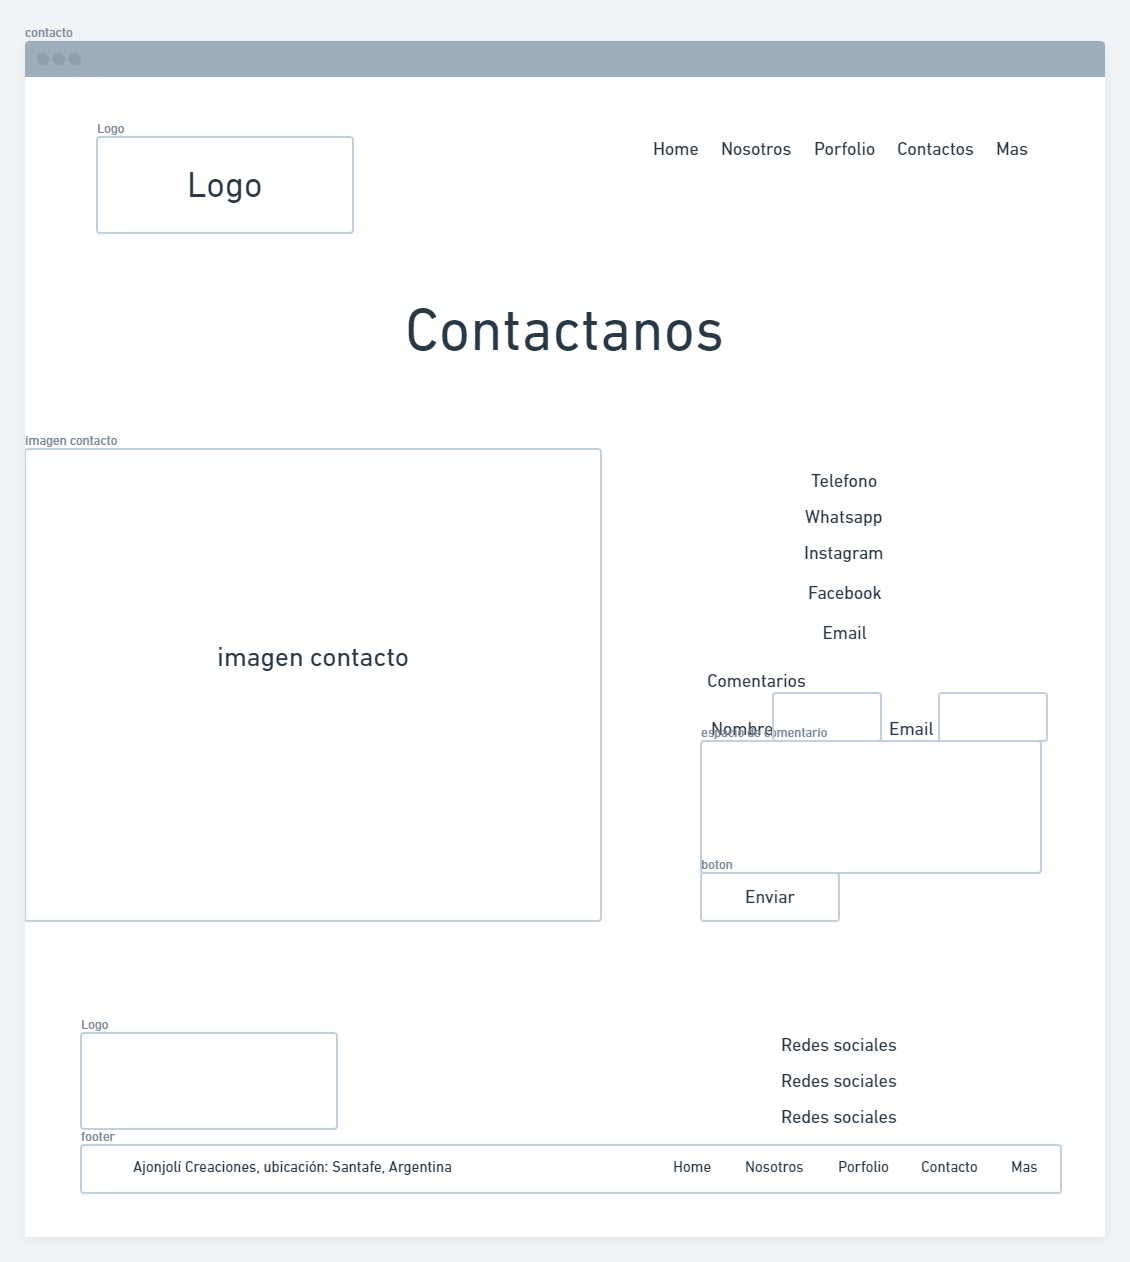 contacto
Logo
Logo
Home Nosotros Porfolio Contactos Mas
Contactanos
imagen contacto
imagen contacto
Telefono
Whatsapp
Instagram
Facebook
Email
Comentarios
Nombre Email
espacio de comentario
boton
Enviar
Logo
Redes sociales
Redes sociales
Redes sociales
footer
Ajonjolí Creaciones, ubicación: Santafe, Argentina Home Nosotros Porfolio Contacto Mas